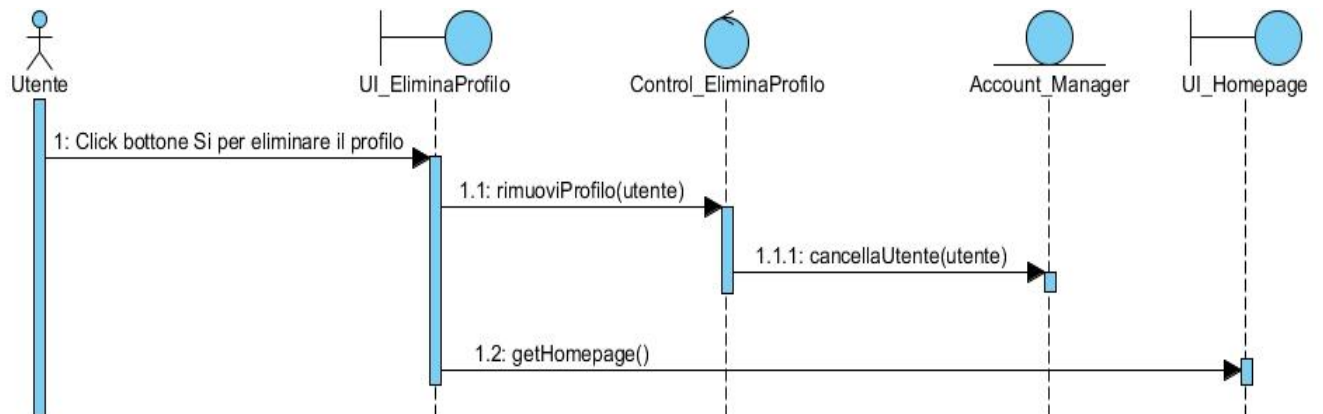 Utente
UI_EliminaProfilo
Control_EliminaProfilo
Account_Manager
UI_Homepage
1: Click bottone Si per eliminare il profilo
1.1: rimuoviProfilo(utente)
1.1.1: cancellaUtente(utente)
1.2: getHomepage()